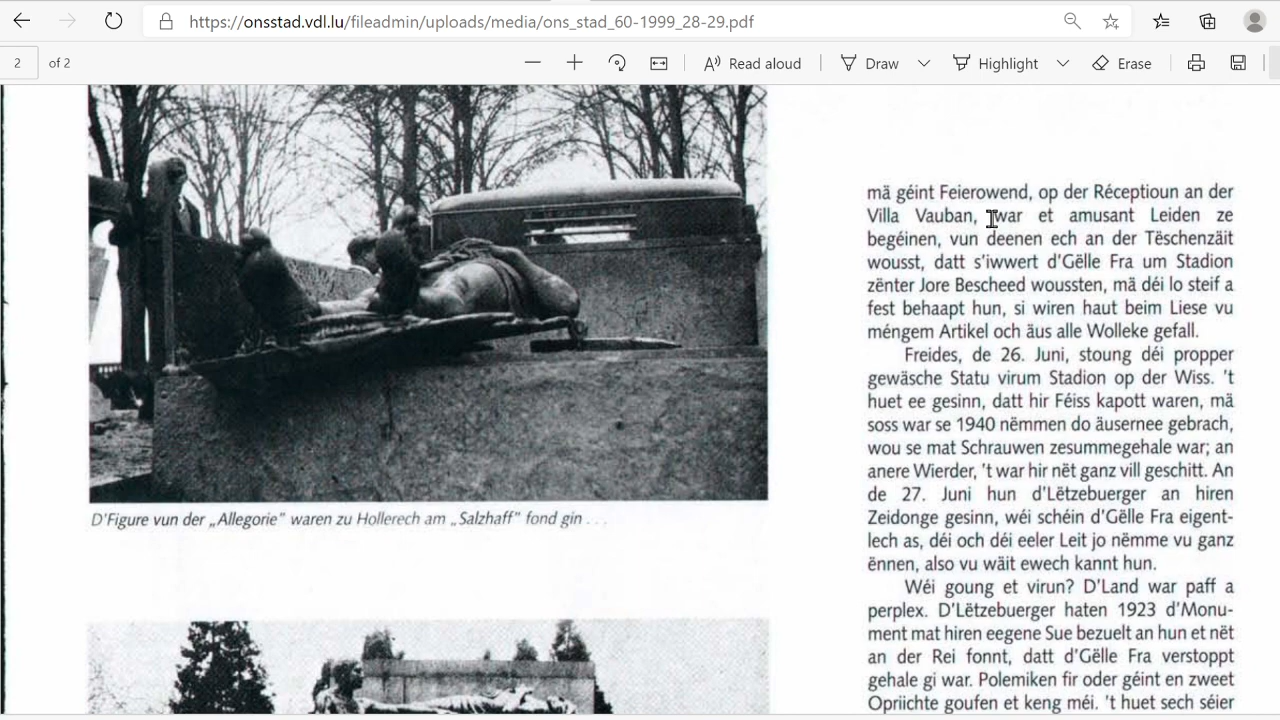 https://onsstad.vdl.lu/fileadmin/uploads/media/ons_stad_60-1999_28-29.pdf
2 of 2
Read aloud
Draw
Highlight
Erase
D'Figure vun der „Allegorie" waren zu Hollerech am „Salzhaff" fond gin . . .
mä géint Feierowend, op der Réceptioun an der
Villa Vauban, war et amusant Leiden ze
begéinen, vun deenen ech an der Tëschenzäit
wousst, datt s'iwwert d'Gëlle Fra um Stadion
zënter Jore Bescheed woussten, mä déi lo steif a
fest behaapt hun, si wiren haut beim Liese vu
méngem Artikel och äus alle Wolleke gefall.
Freides, de 26. Juni, stoung déi propper
gewäsche Statu virum Stadion op der Wiss. 't
huet ee gesinn, datt hir Féiss kapott waren, mä
soss war se 1940 nëmmen do äusernee gebrach,
wou se mat Schrauwen zesummegehale war; an
anere Wierder, 't war hir nët ganz vill geschitt. An
de 27. Juni hun d'Lëtzebuerger an hiren
Zeidonge gesinn, wéi schéin d'Gëlle Fra eigent-
lech as, déi och déi eeler Leit jo nëmme vu ganz
ënnen, also vu wäit ewech kannt hun.
Wéi goung et virun? D'Land war paff a
perplex. D'Lëtzebuerger haten 1923 d'Monu-
ment mat hiren eegene Sue bezuelt an hun et nët
an der Rei fonnt, datt d'Gëlle Fra verstoppt
gehale gi war. Polemiken fir oder géint en zweet
Opriichte goufen et keng méi. 't huet sech séier